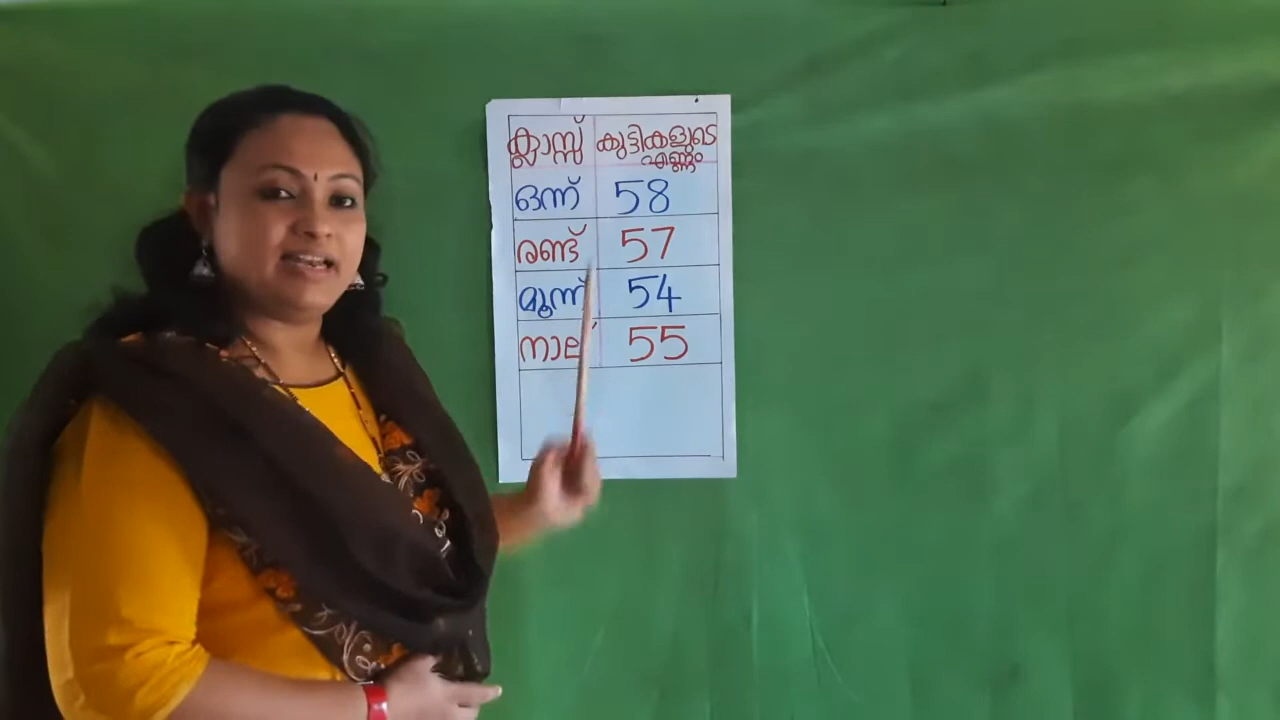 ക്ലാസ്സ് കുട്ടികളുടെ എണ്ണം
ഒന്ന് 58
രണ്ട് 57
മൂന്ന് 54
നാല് 55